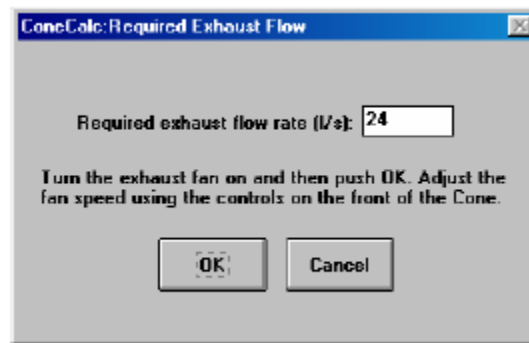 ConeCalc:Required Exhaust Flow
Required exhaust flow rate (l/s): 24
Turn the exhaust fan on and then push OK. Adjust the
fan speed using the controls on the front of the Cone.
OK Cancel